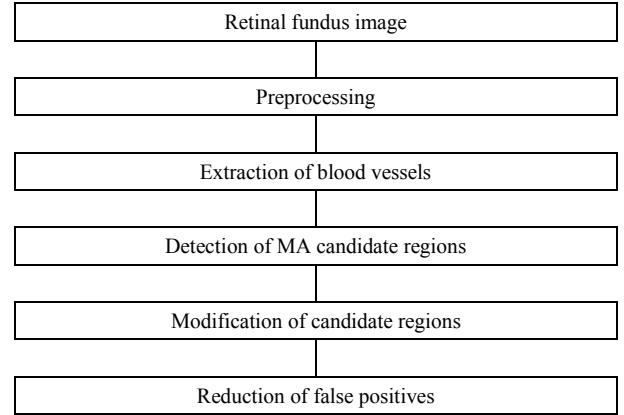 Retinal fundus image
Preprocessing
Extraction of blood vessels
Detection of MA candidate regions
Modification of candidate regions
Reduction of false positives